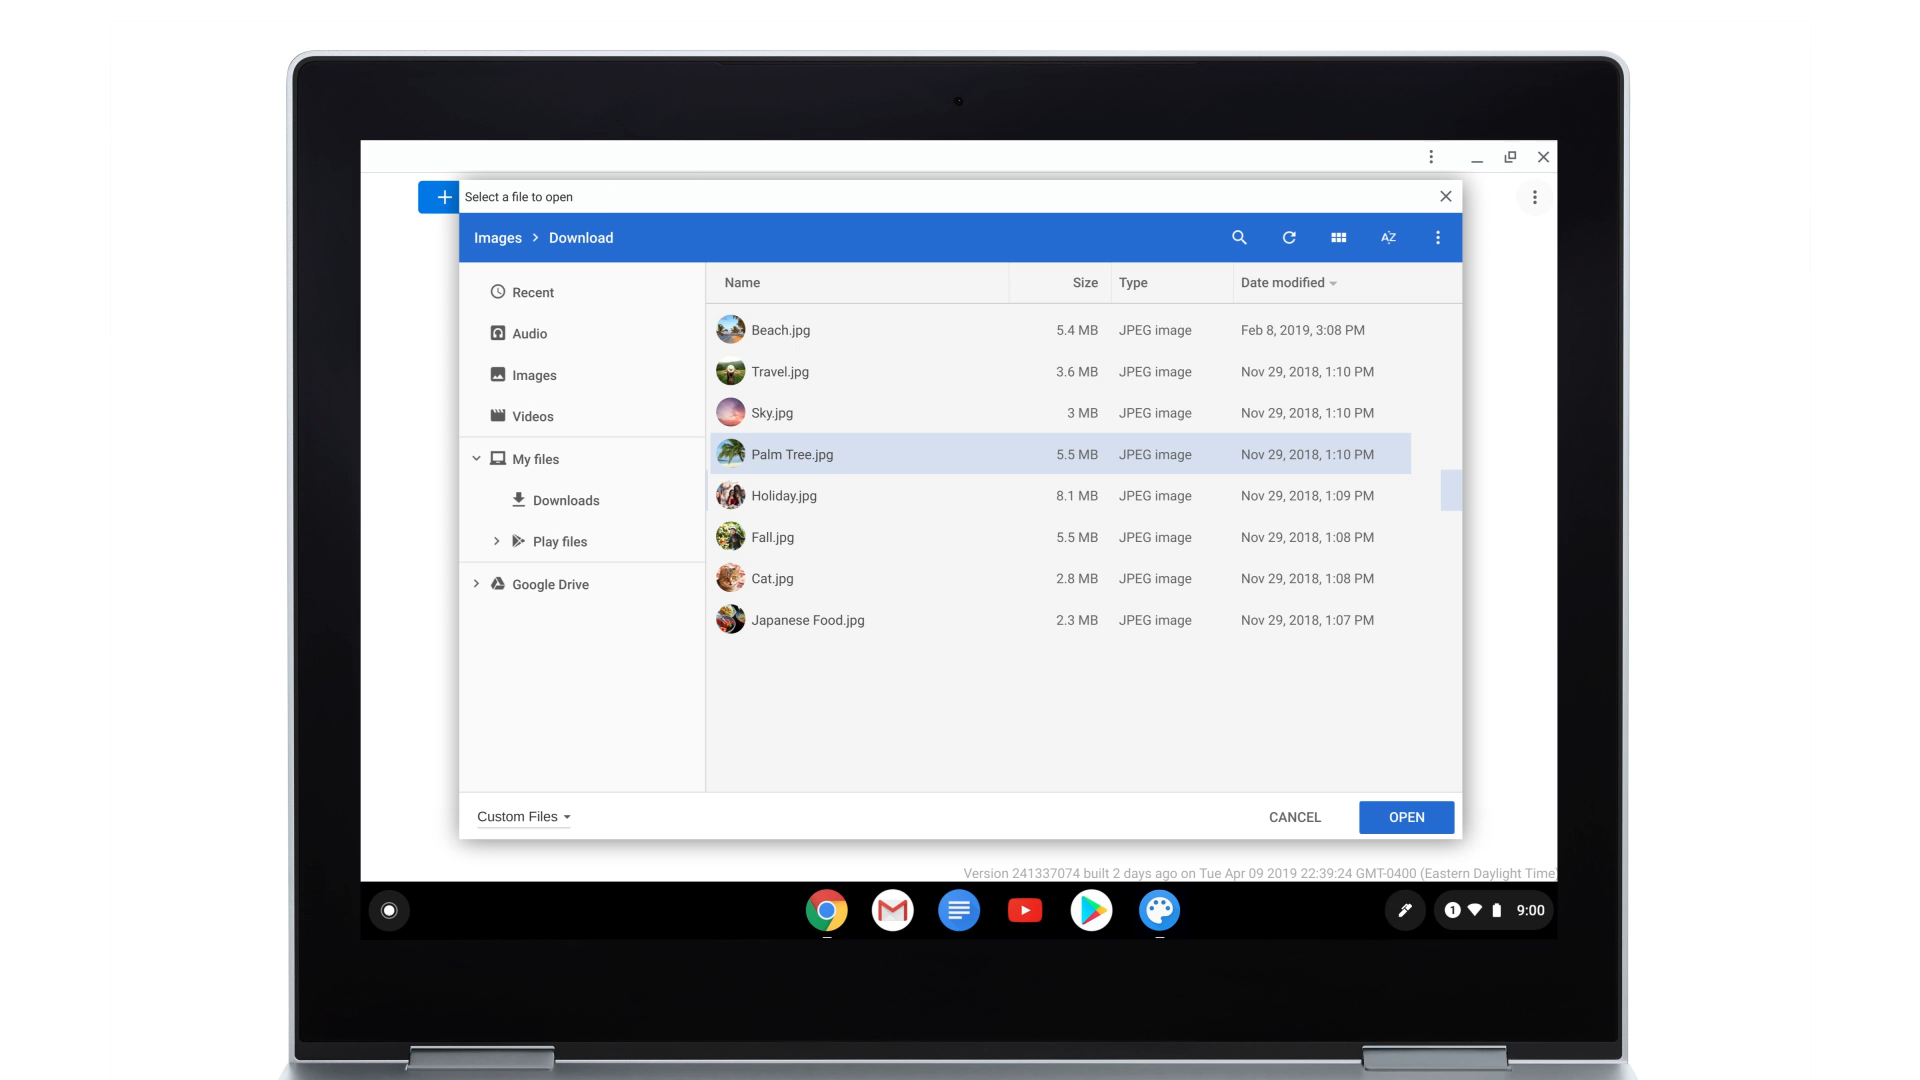 Select a file to open
Images > Download
AZ
Name Size Type Date modified
Recent
Audio
Images
Videos
My files
Downloads
Play files
Google Drive
Beach.jpg 5.4 MB JPEG image Feb 8, 2019, 3:08 PM
Travel.jpg 3.6 MB JPEG image Nov 29, 2018, 1:10 PM
Sky.jpg 3 MB JPEG image Nov 29, 2018, 1:10 PM
Palm Tree.jpg 5.5 MB JPEG image Nov 29, 2018, 1:10 PM
Holiday.jpg 8.1 MB JPEG image Nov 29, 2018, 1:09 PM
Fall.jpg 5.5 MB JPEG image Nov 29, 2018, 1:08 PM
Cat.jpg 2.8 MB JPEG image Nov 29, 2018, 1:08 PM
Japanese Food.jpg 2.3 MB JPEG image Nov 29, 2018, 1:07 PM
Custom Files
CANCEL OPEN
Version 241337074 built 2 days ago on Tue Apr 09 2019 22:39:24 GMT-0400 (Eastern Daylight Time)
1 9:00